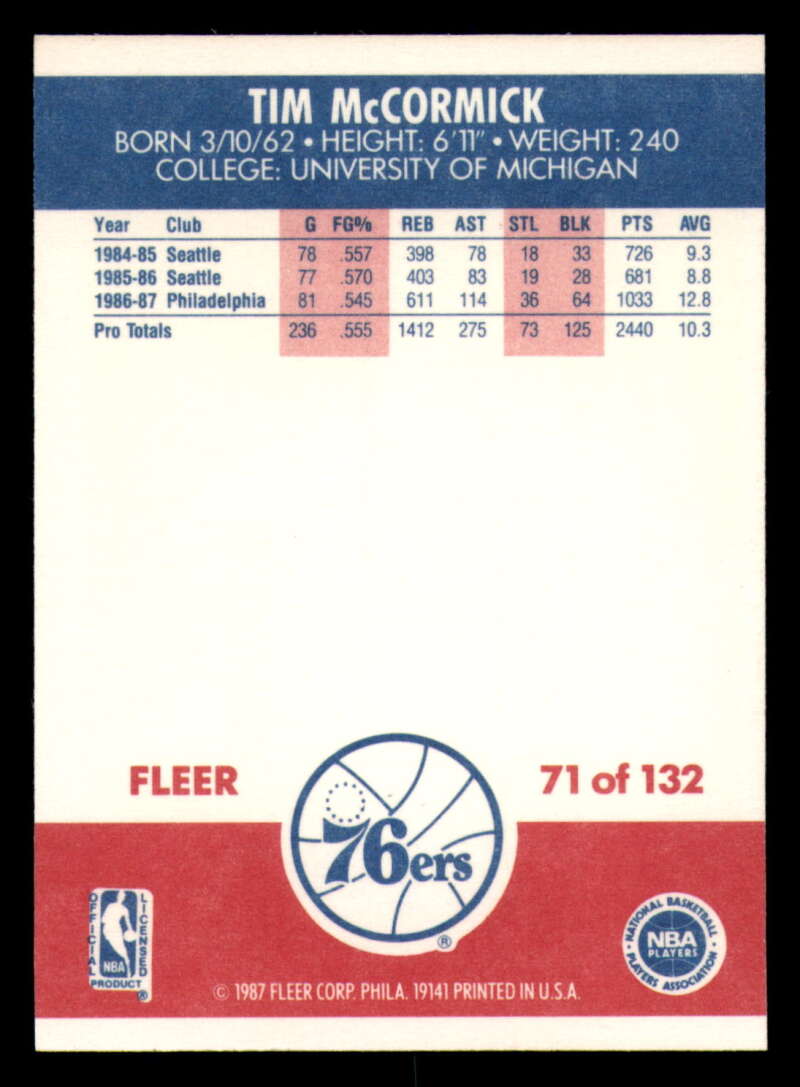 TIM McCORMICK
BORN 3/10/62 • HEIGHT: 6'11" • WEIGHT: 240
COLLEGE: UNIVERSITY OF MICHIGAN
Year Club G FG% REB AST STL BLK PTS AVG
1984-85 Seattle 78 .557 398 78 18 33 726 9.3
1985-86 Seattle 77 .570 403 83 19 28 681 8.8
1986-87 Philadelphia 81 .545 611 114 36 64 1033 12.8
Pro Totals 236 .555 1412 275 73 125 2440 10.3
FLEER
71 of 132
76ers
®
OFFICIAL
LICENSED
NBA
PRODUCT
®
NATIONAL BASKETBALL
NBA
PLAYERS
PLAYERS ASSOCIATION
© 1987 FLEER CORP. PHILA. 19141 PRINTED IN U.S.A.